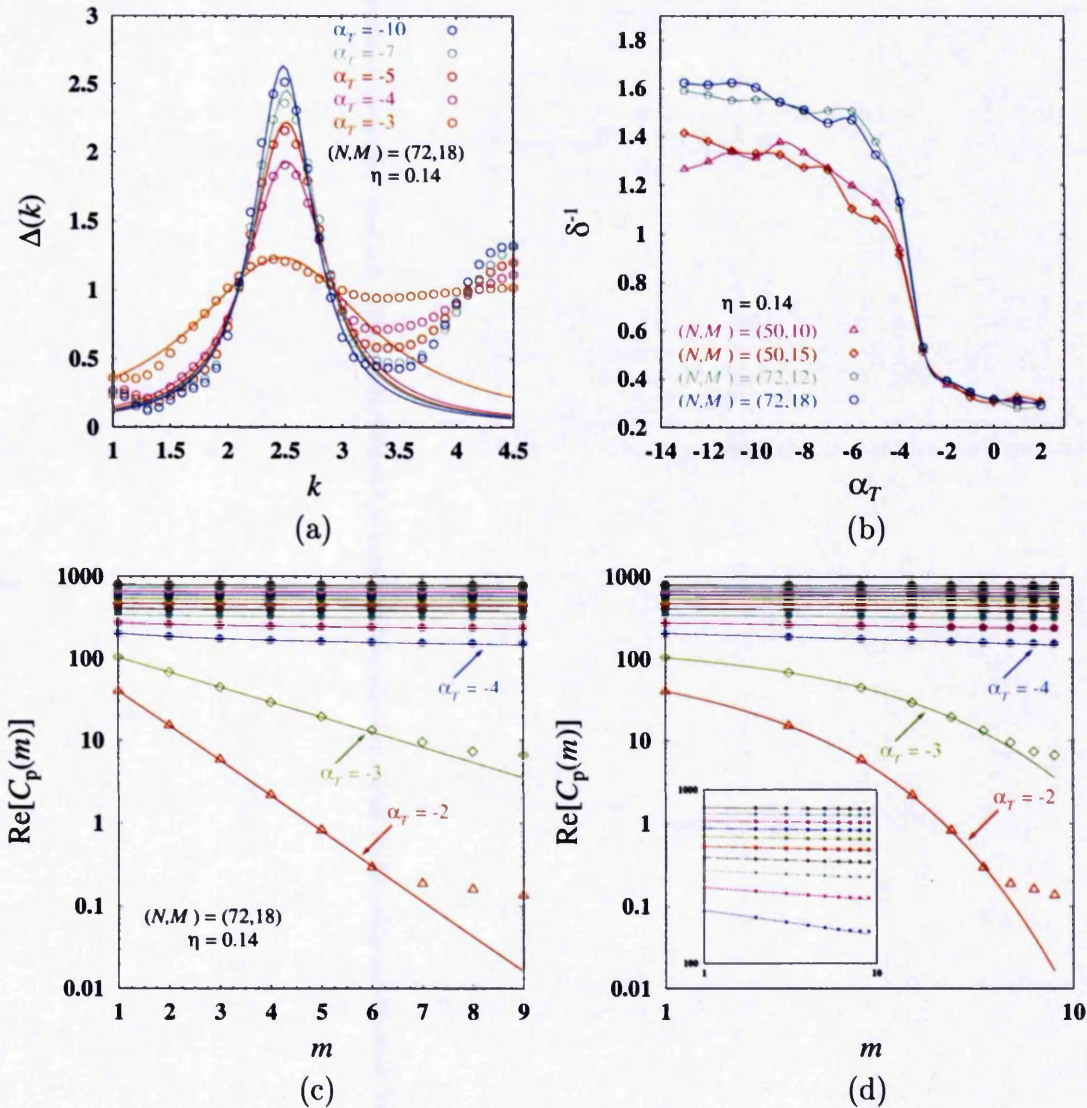 3
2.5
2
1.5
1
0.5
0
Δ(k)
α_T = -10
α_T = -7
α_T = -5
α_T = -4
α_T = -3
(N,M) = (72,18)
η = 0.14
1 1.5 2 2.5 3 3.5 4 4.5
k
(a)
1.8
1.6
1.4
1.2
1
0.8
0.6
0.4
0.2
δ⁻¹
η = 0.14
(N,M) = (50,10)
(N,M) = (50,15)
(N,M) = (72,12)
(N,M) = (72,18)
-14 -12 -10 -8 -6 -4 -2 0 2
α_T
(b)
1000
100
10
1
0.1
0.01
Re[C_p(m)]
α_T = -4
α_T = -3
α_T = -2
(N,M) = (72,18)
η = 0.14
1 2 3 4 5 6 7 8 9
m
(c)
1000
100
10
1
0.1
0.01
Re[C_p(m)]
α_T = -4
α_T = -3
α_T = -2
1000
100
1 10
1 10
m
(d)